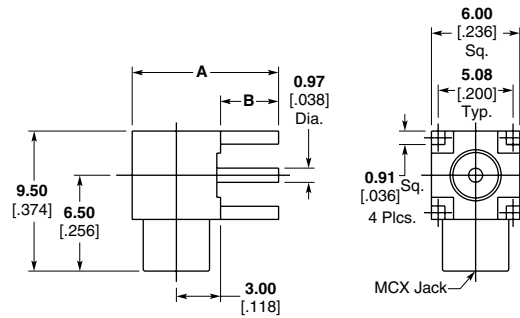 6.00
[.236]
Sq.
A
B
0.97
[.038]
Dia.
5.08
[.200]
Typ.
9.50
[.374]
6.50
[.256]
0.91
[.036]
Sq.
4 Plcs.
3.00
[.118]
MCX Jack